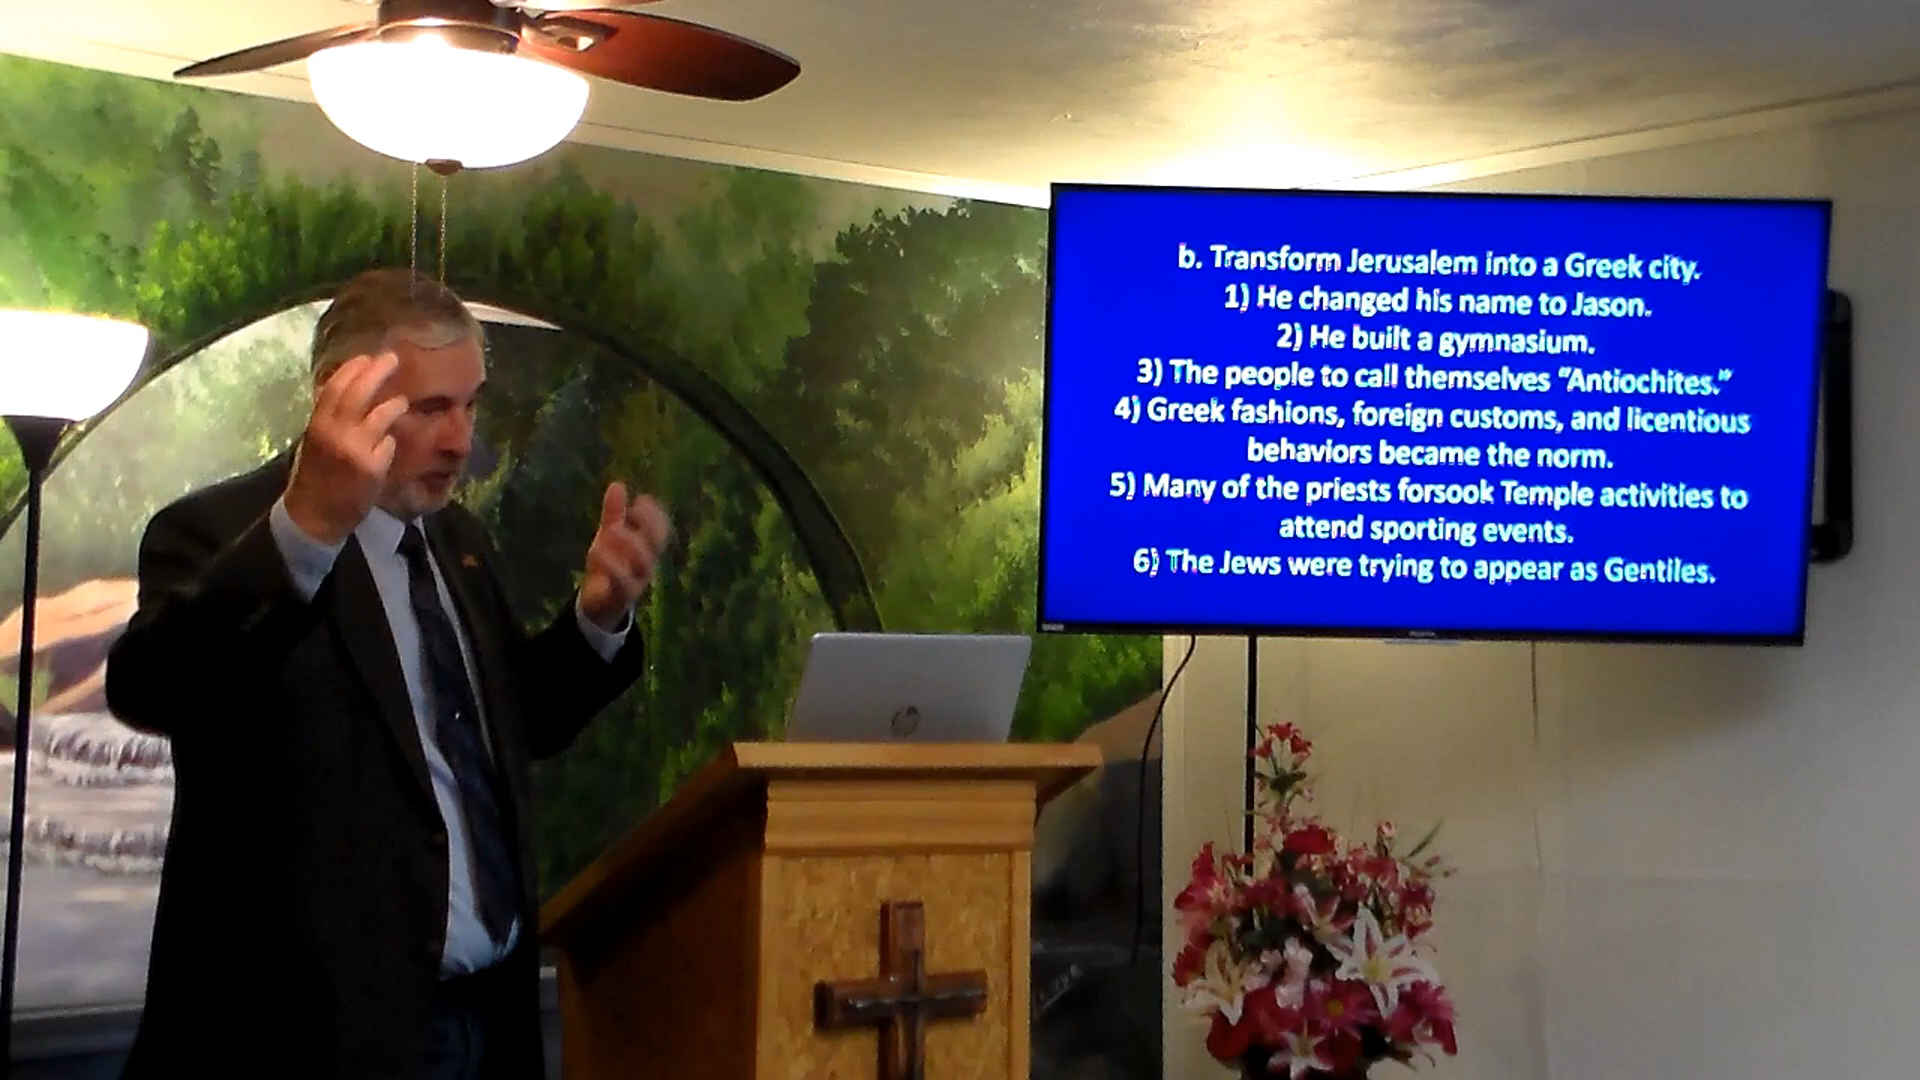 b. Transform Jerusalem into a Greek city.
1) He changed his name to Jason.
2) He built a gymnasium.
3) The people to call themselves "Antiochites."
4) Greek fashions, foreign customs, and licentious
behaviors became the norm.
5) Many of the priests forsook Temple activities to
attend sporting events.
6) The Jews were trying to appear as Gentiles.